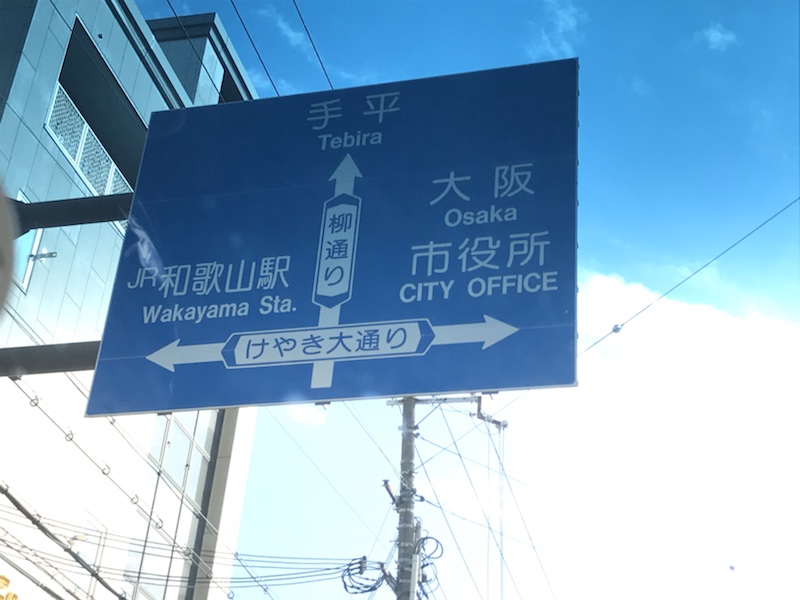 手平
Tebira
大阪
Osaka
柳通り
市役所
CITY OFFICE
JR和歌山駅
Wakayama Sta.
けやき大通り